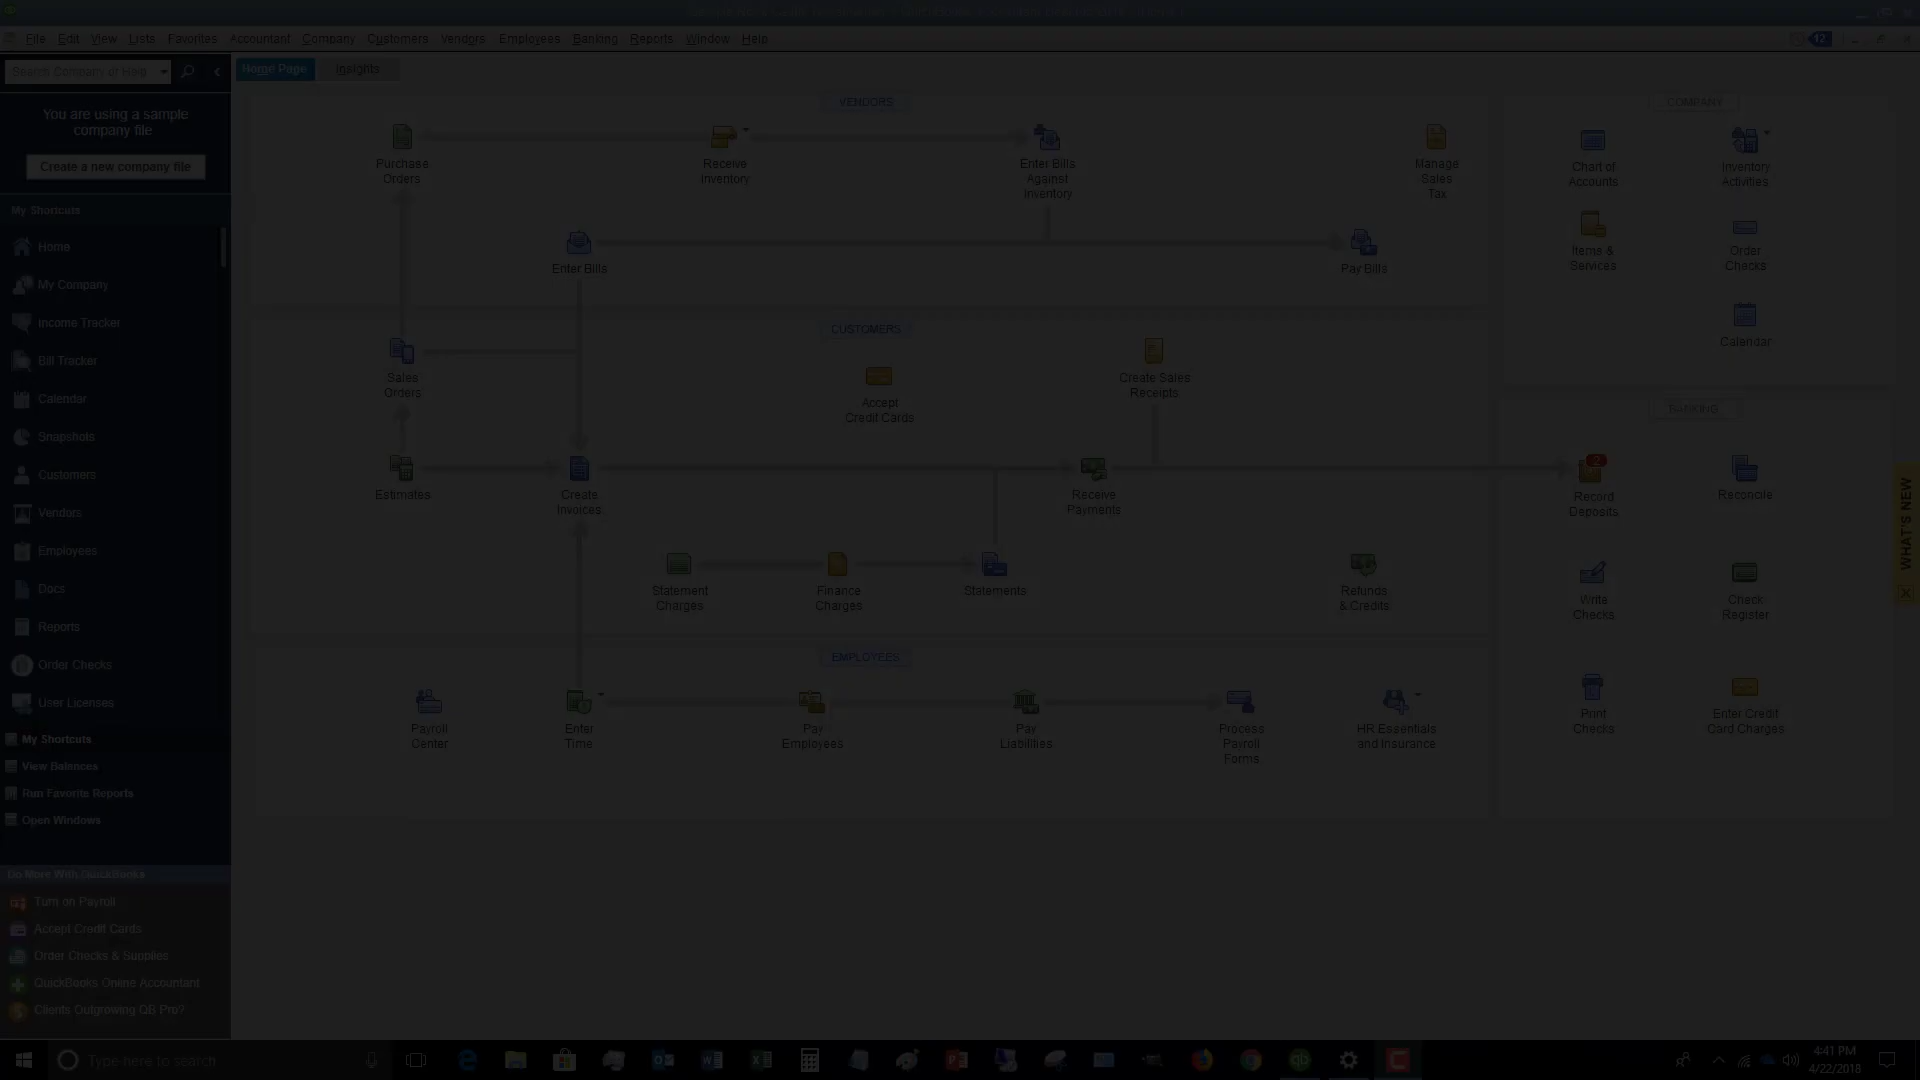 File Edit View Lists Favorites Accountant Company Customers Vendors Employees Banking Reports Window Help
12
Search Company or Help
Home Page
Insights
You are using a sample
company file
Create a new company file
My Shortcuts
Home
My Company
Income Tracker
Bill Tracker
Calendar
Snapshots
Customers
Vendors
Employees
Docs
Reports
Order Checks
User Licenses
My Shortcuts
View Balances
Run Favorite Reports
Open Windows
Do More With QuickBooks
Turn on Payroll
Accept Credit Cards
Order Checks & Supplies
QuickBooks Online Accountant
Clients Outgrowing QB Pro?
VENDORS
Purchase
Orders
Receive
Inventory
Enter Bills
Against
Inventory
Manage
Sales
Tax
Enter Bills
Pay Bills
CUSTOMERS
Sales
Orders
Accept
Credit Cards
Create Sales
Receipts
Estimates
Create
Invoices
Receive
Payments
Statement
Charges
Finance
Charges
Statements
Refunds
& Credits
EMPLOYEES
Payroll
Center
Enter
Time
Pay
Employees
Pay
Liabilities
Process
Payroll
Forms
HR Essentials
and Insurance
COMPANY
Chart of
Accounts
Inventory
Activities
Items &
Services
Order
Checks
Calendar
BANKING
2
Record
Deposits
Reconcile
Write
Checks
Check
Register
Print
Checks
Enter Credit
Card Charges
WHAT'S NEW
Type here to search
4:41 PM
4/22/2018